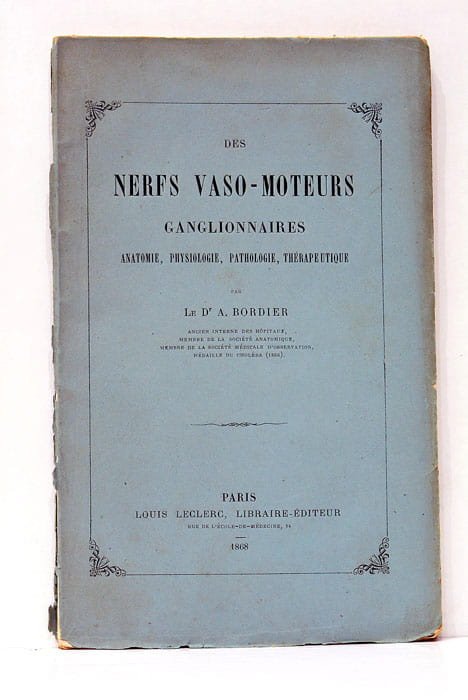 DES
NERFS VASO-MOTEURS
GANGLIONNAIRES
ANATOMIE, PHYSIOLOGIE, PATHOLOGIE, THÉRAPEUTIQUE
PAR
LE Dr A. BORDIER
ANCIEN INTERNE DES HÔPITAUX,
MEMBRE DE LA SOCIÉTÉ ANATOMIQUE,
MEMBRE DE LA SOCIÉTÉ MÉDICALE D'OBSERVATION,
MÉDAILLE DU CHOLÉRA (1866).
PARIS
LOUIS LECLERC, LIBRAIRE-ÉDITEUR
RUE DE L'ÉCOLE-DE-MÉDECINE, 14
1868